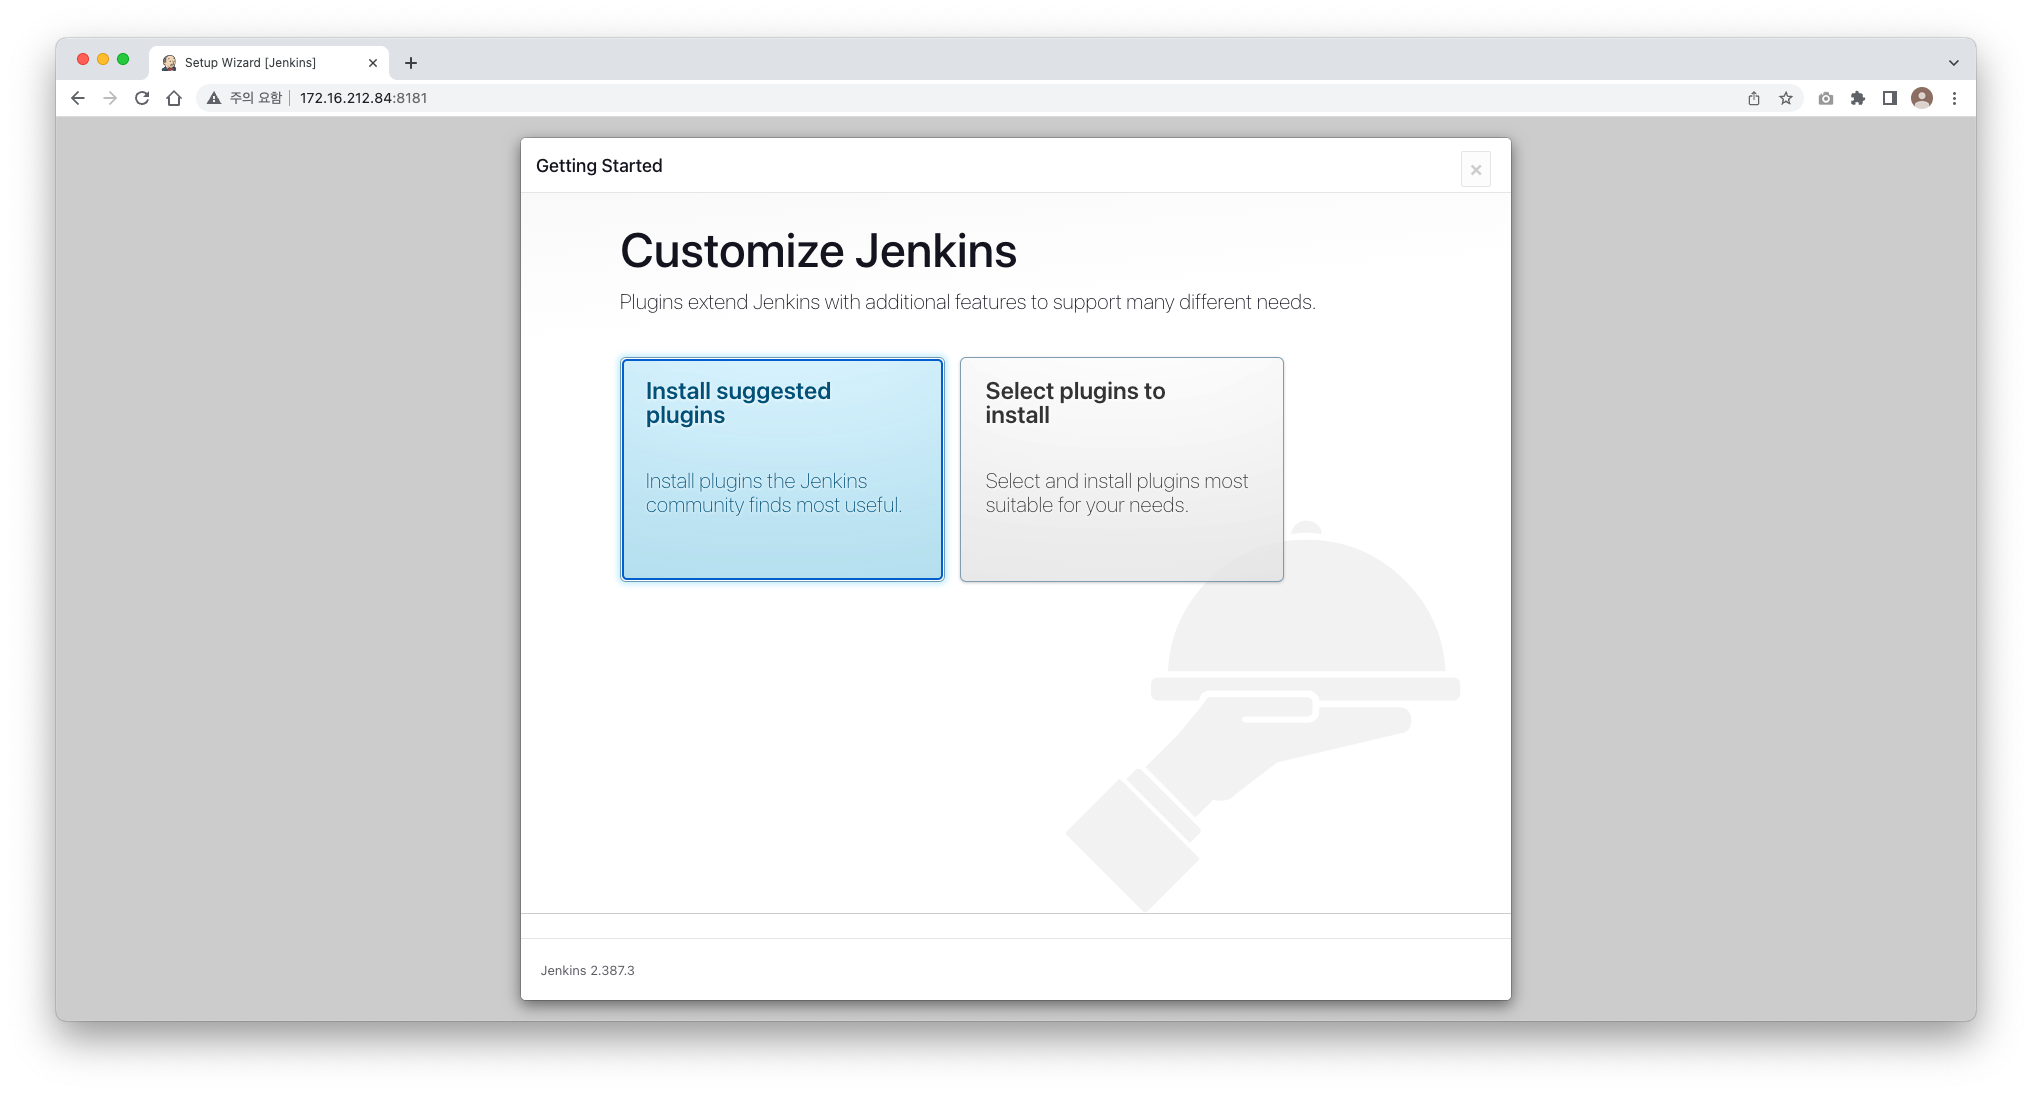 Setup Wizard [Jenkins]
주의 요함 172.16.212.84:8181
Getting Started
Customize Jenkins
Plugins extend Jenkins with additional features to support many different needs.
Install suggested
plugins
Install plugins the Jenkins
community finds most useful.
Select plugins to
install
Select and install plugins most
suitable for your needs.
Jenkins 2.387.3